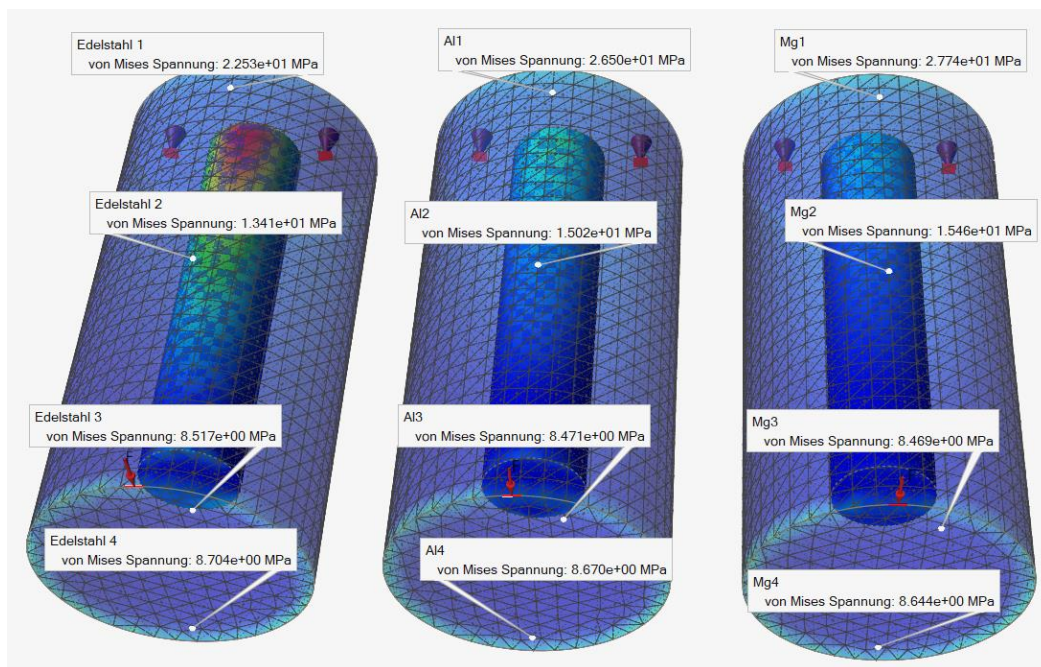 Edelstahl 1
von Mises Spannung: 2.253e+01 MPa
Edelstahl 2
von Mises Spannung: 1.341e+01 MPa
Edelstahl 3
von Mises Spannung: 8.517e+00 MPa
Edelstahl 4
von Mises Spannung: 8.704e+00 MPa
Al1
von Mises Spannung: 2.650e+01 MPa
Al2
von Mises Spannung: 1.502e+01 MPa
Al3
von Mises Spannung: 8.471e+00 MPa
Al4
von Mises Spannung: 8.670e+00 MPa
Mg1
von Mises Spannung: 2.774e+01 MPa
Mg2
von Mises Spannung: 1.546e+01 MPa
Mg3
von Mises Spannung: 8.469e+00 MPa
Mg4
von Mises Spannung: 8.644e+00 MPa